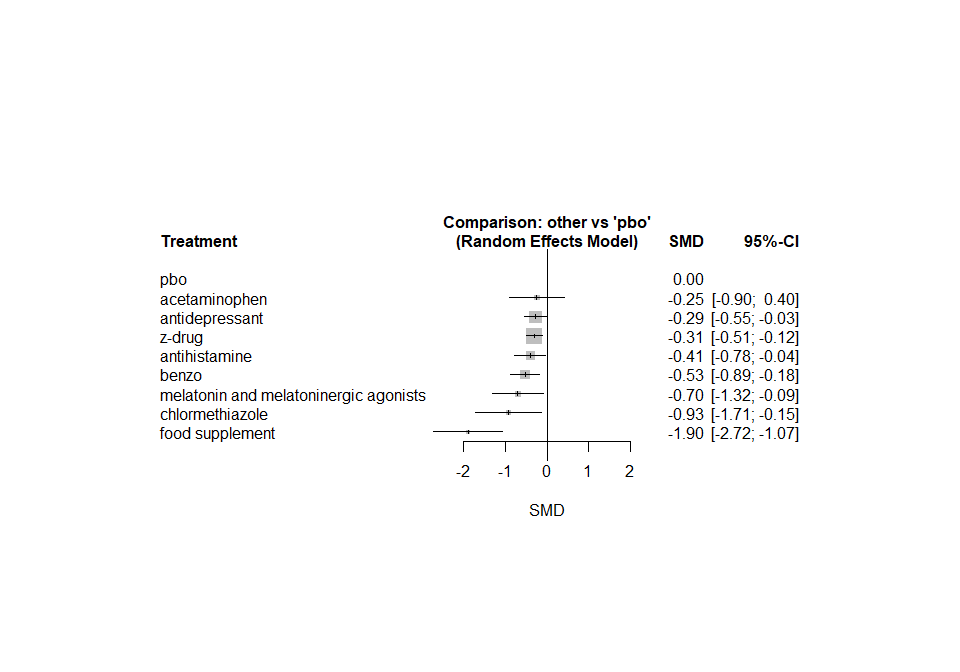 Comparison: other vs 'pbo'
Treatment (Random Effects Model) SMD 95%-CI
pbo 0.00
acetaminophen -0.25 [-0.90; 0.40]
antidepressant -0.29 [-0.55; -0.03]
z-drug -0.31 [-0.51; -0.12]
antihistamine -0.41 [-0.78; -0.04]
benzo -0.53 [-0.89; -0.18]
melatonin and melatoninergic agonists -0.70 [-1.32; -0.09]
chlormethiazole -0.93 [-1.71; -0.15]
food supplement -1.90 [-2.72; -1.07]
-2 -1 0 1 2
SMD